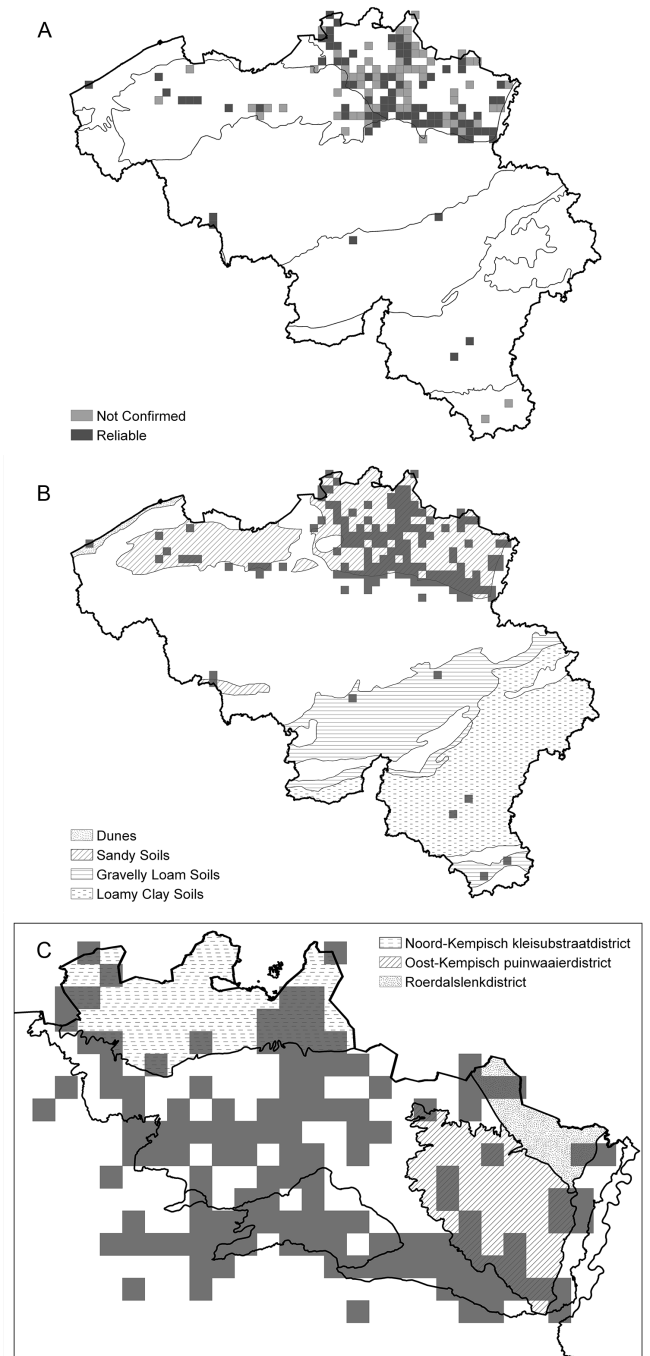 A
Not Confirmed
Reliable
B
Dunes
Sandy Soils
Gravelly Loam Soils
Loamy Clay Soils
C
Noord-Kempisch kleisubstraatdistrict
Oost-Kempisch puinwaaierdistrict
Roerdalslenkdistrict